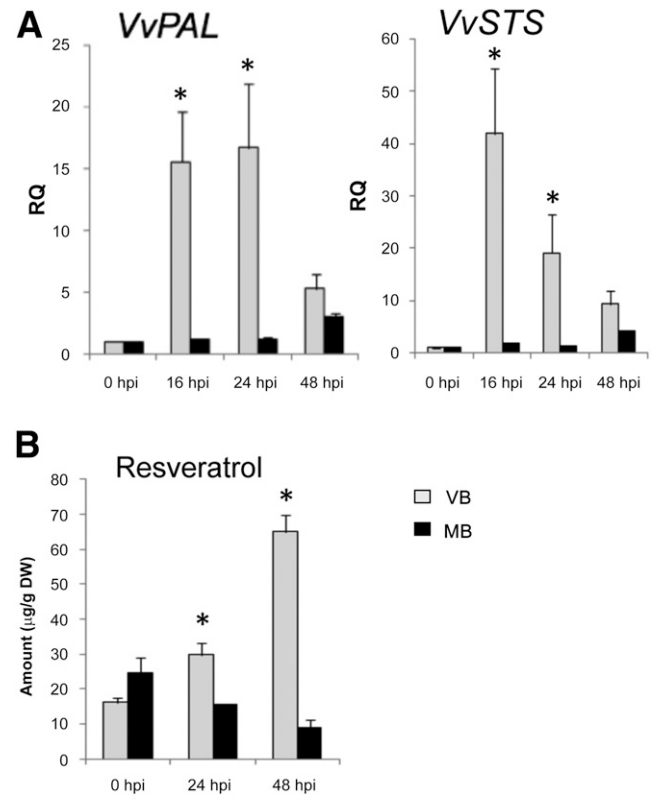 A
VvPAL
25
20
15
10
5
0
RQ
*
*
0 hpi 16 hpi 24 hpi 48 hpi
VvSTS
60
50
40
30
20
10
0
RQ
*
*
0 hpi 16 hpi 24 hpi 48 hpi
B
Resveratrol
80
70
60
50
40
30
20
10
0
Amount (µg/g DW)
*
*
0 hpi 24 hpi 48 hpi
VB
MB